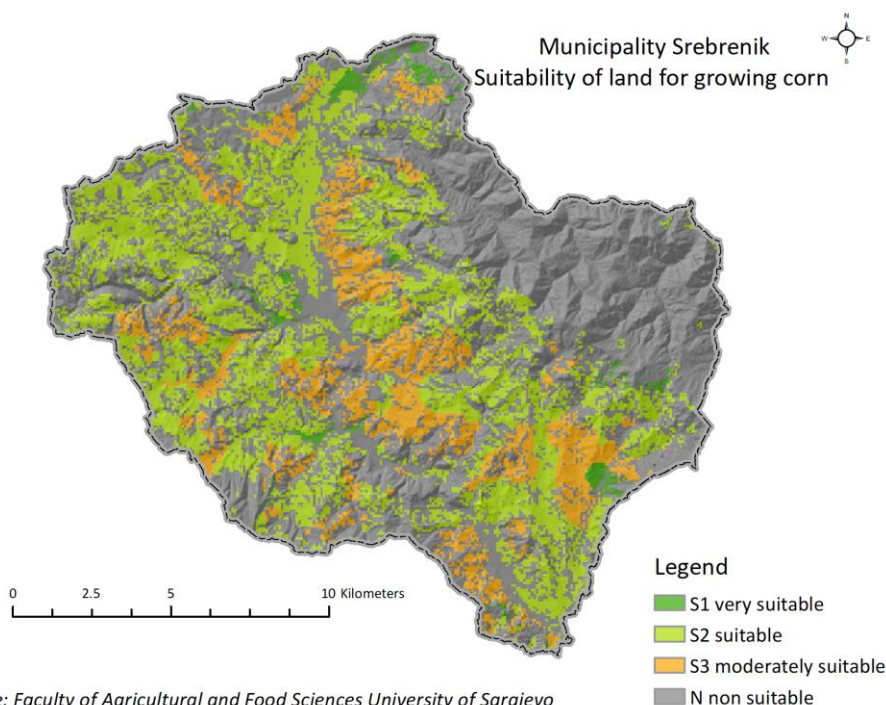 Municipality Srebrenik
Suitability of land for growing corn
N
W E
S
0 2.5 5 10 Kilometers
Legend
S1 very suitable
S2 suitable
S3 moderately suitable
N non suitable
e: Faculty of Agricultural and Food Sciences University of Sarajevo